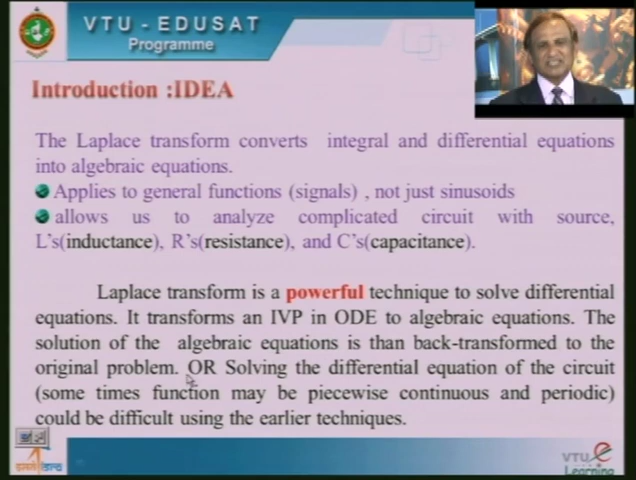 VTU - EDUSAT
Programme
Introduction :IDEA
The Laplace transform converts integral and differential equations
into algebraic equations.
Applies to general functions (signals) , not just sinusoids
allows us to analyze complicated circuit with source,
L's(inductance), R's(resistance), and C's(capacitance).
Laplace transform is a powerful technique to solve differential
equations. It transforms an IVP in ODE to algebraic equations. The
solution of the algebraic equations is than back-transformed to the
original problem. OR Solving the differential equation of the circuit
(some times function may be piecewise continuous and periodic)
could be difficult using the earlier techniques.
VTU e
Learning